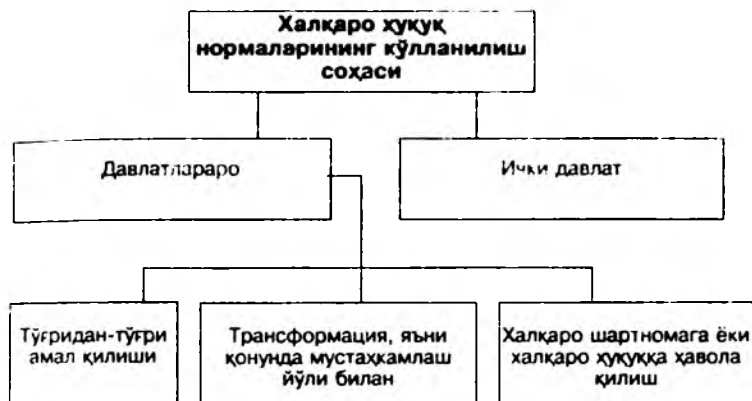 Халқаро ҳуқуқ
нормаларининг қўлланилиш
соҳаси
Давлатлараро
Ички давлат
Тўғридан-тўғри
амал қилиши
Трансформация, яъни
қонунда мустаҳкамлаш
йўли билан
Халқаро шартномага ёки
халқаро ҳуқуққа ҳавола
қилиш